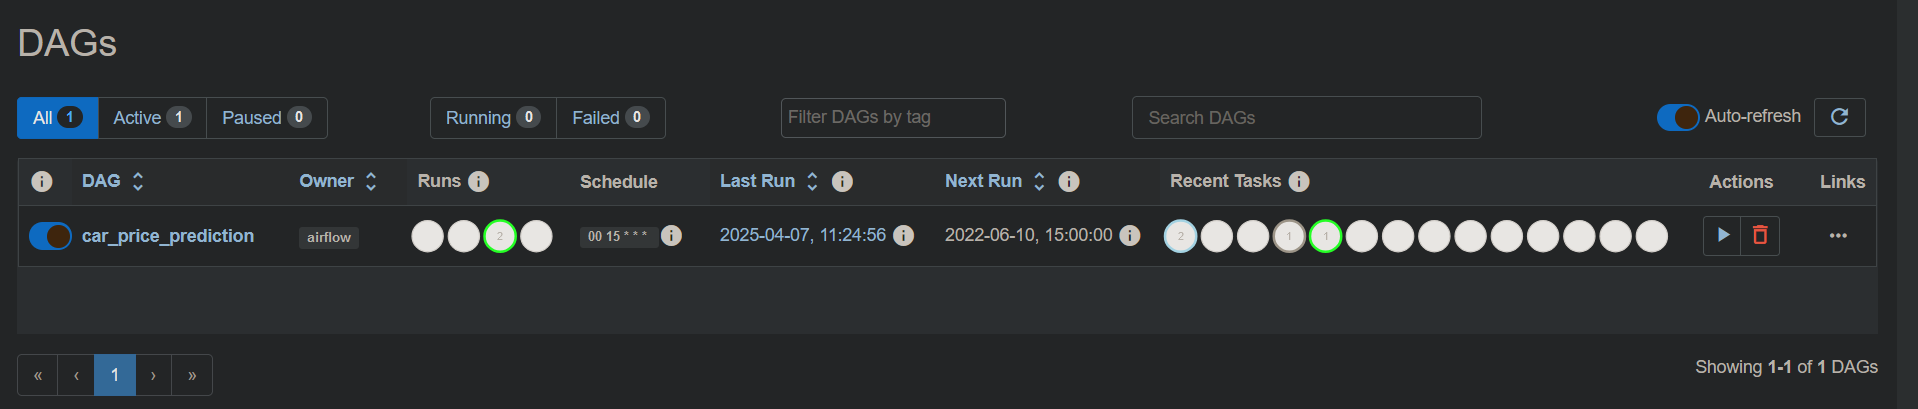 DAGs
All 1 Active 1 Paused 0 Running 0 Failed 0 Filter DAGs by tag Search DAGs Auto-refresh
i DAG Owner Runs i Schedule Last Run i Next Run i Recent Tasks i Actions Links
car_price_prediction airflow 2 00 15 * * * i 2025-04-07, 11:24:56 i 2022-06-10, 15:00:00 i 2 1 1 ...
« ‹ 1 › » Showing 1-1 of 1 DAGs